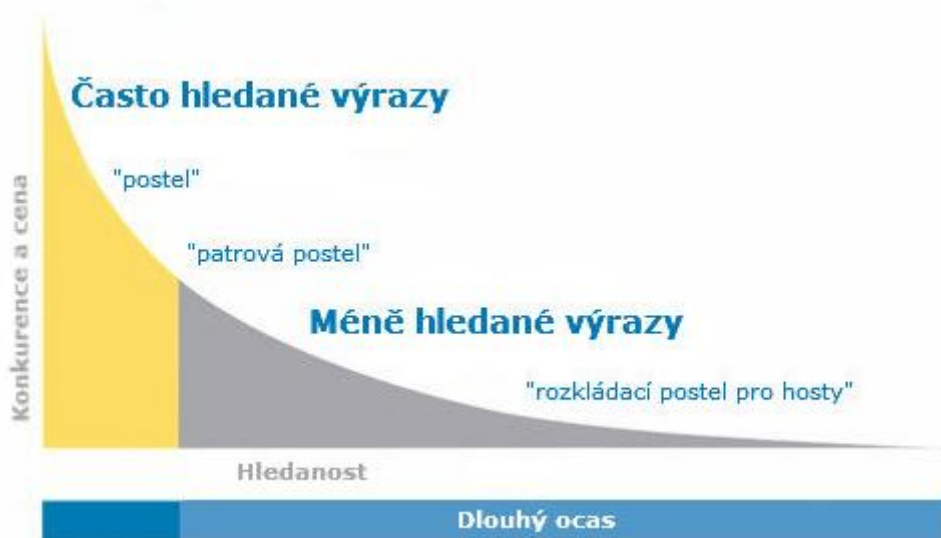 Často hledané výrazy
"postel"
"patrová postel"
Méně hledané výrazy
"rozkládací postel pro hosty"
Konkurence a cena
Hledanost
Dlouhý ocas